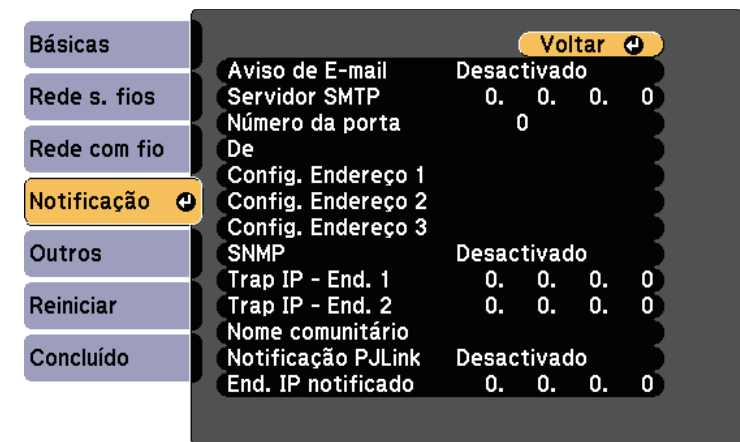 Básicas
Rede s. fios
Rede com fio
Notificação
Outros
Reiniciar
Concluído
Voltar
Aviso de E-mail Desactivado
Servidor SMTP 0. 0. 0. 0
Número da porta 0
De
Config. Endereço 1
Config. Endereço 2
Config. Endereço 3
SNMP Desactivado
Trap IP - End. 1 0. 0. 0. 0
Trap IP - End. 2 0. 0. 0. 0
Nome comunitário
Notificação PJLink Desactivado
End. IP notificado 0. 0. 0. 0